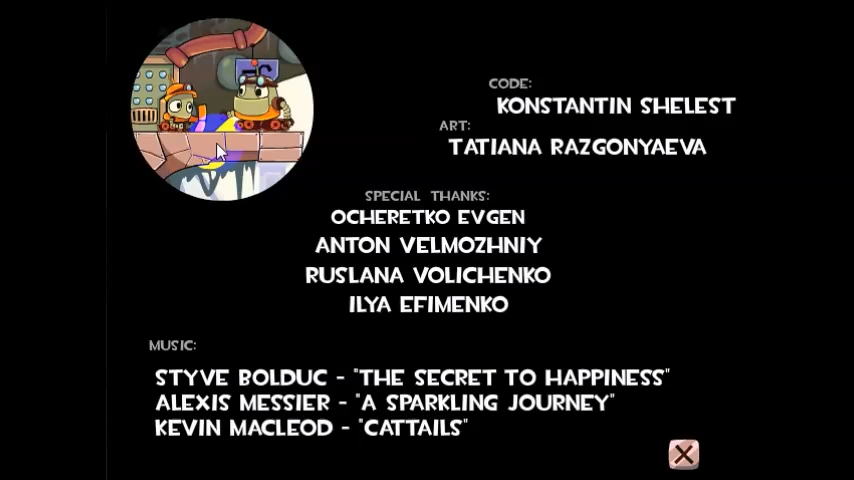 CODE:
KONSTANTIN SHELEST
ART:
TATIANA RAZGONYAEVA
SPECIAL THANKS:
OCHERETKO EVGEN
ANTON VELMOZHNIY
RUSLANA VOLICHENKO
ILYA EFIMENKO
MUSIC:
STYVE BOLDUC - "THE SECRET TO HAPPINESS"
ALEXIS MESSIER - "A SPARKLING JOURNEY"
KEVIN MACLEOD - "CATTAILS"